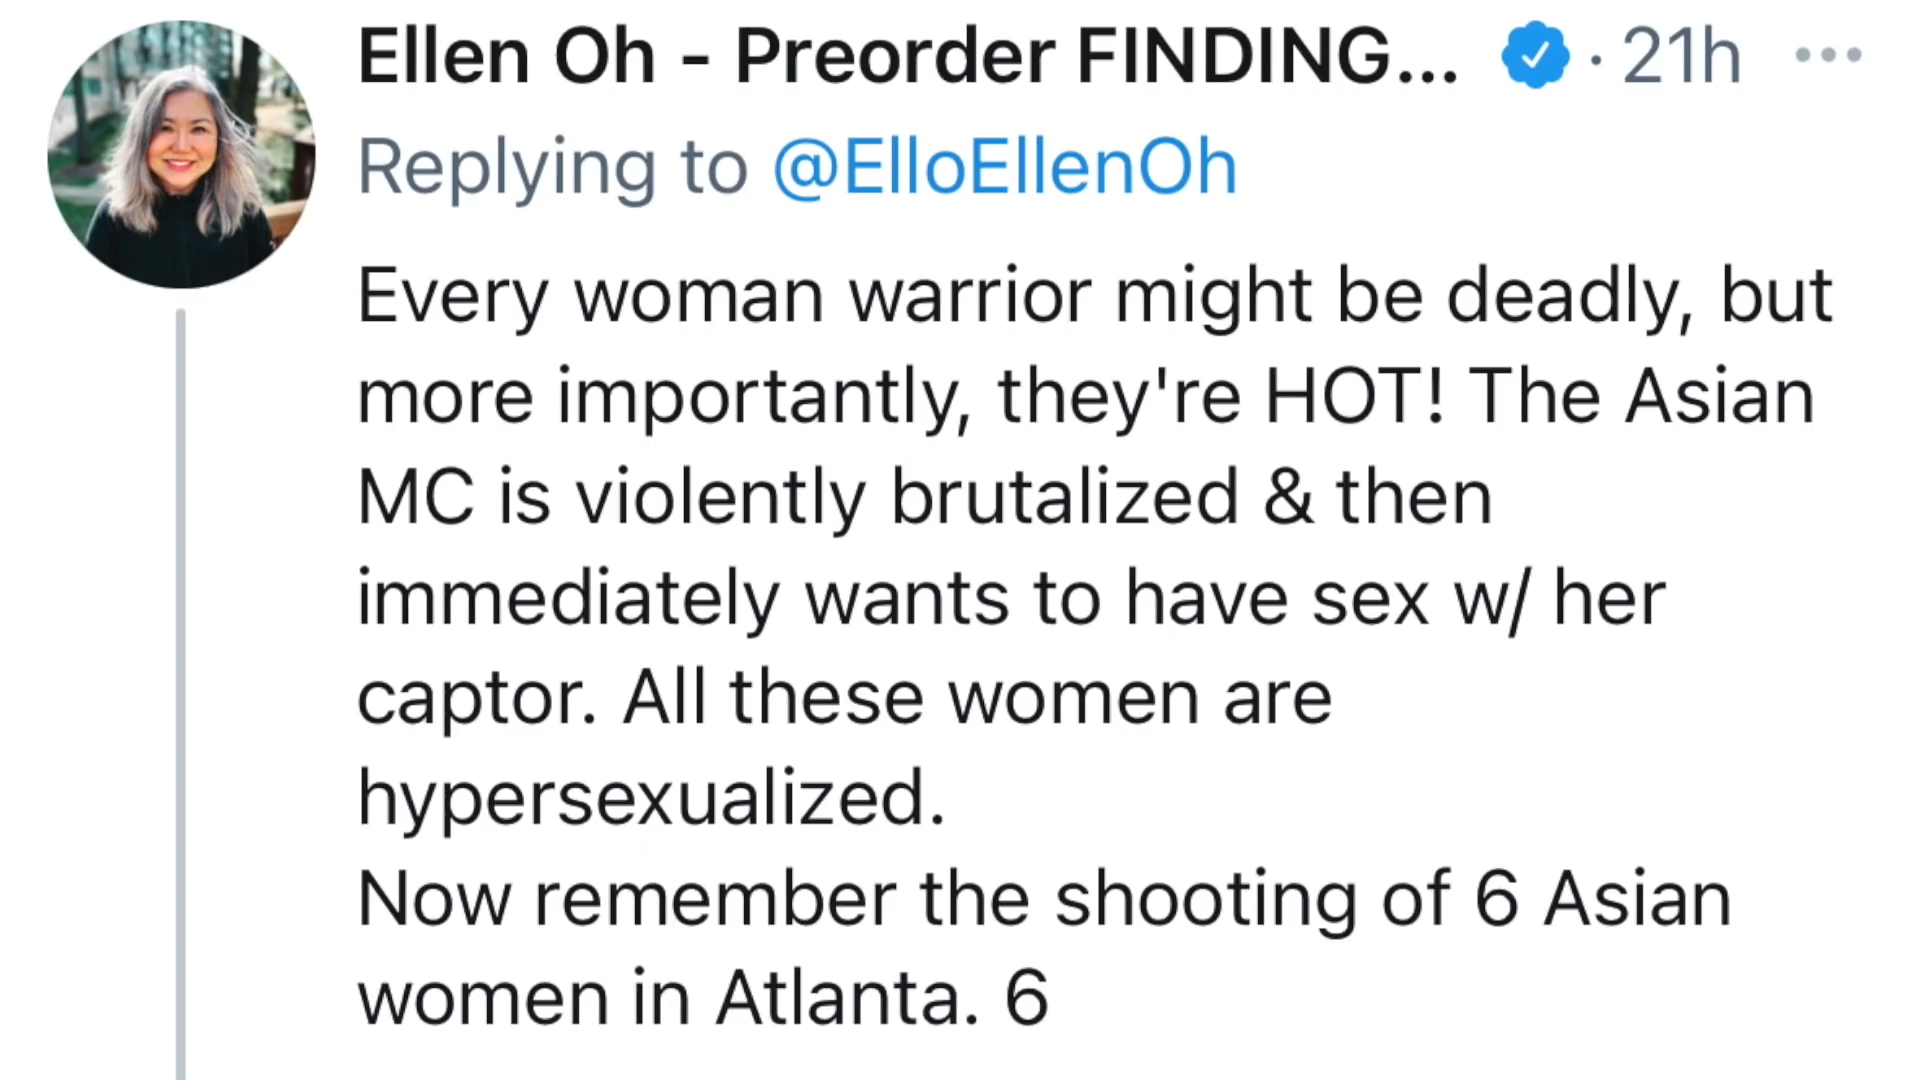 Ellen Oh - Preorder FINDING... · 21h ···
Replying to @ElloEllenOh
Every woman warrior might be deadly, but
more importantly, they're HOT! The Asian
MC is violently brutalized & then
immediately wants to have sex w/ her
captor. All these women are
hypersexualized.
Now remember the shooting of 6 Asian
women in Atlanta. 6